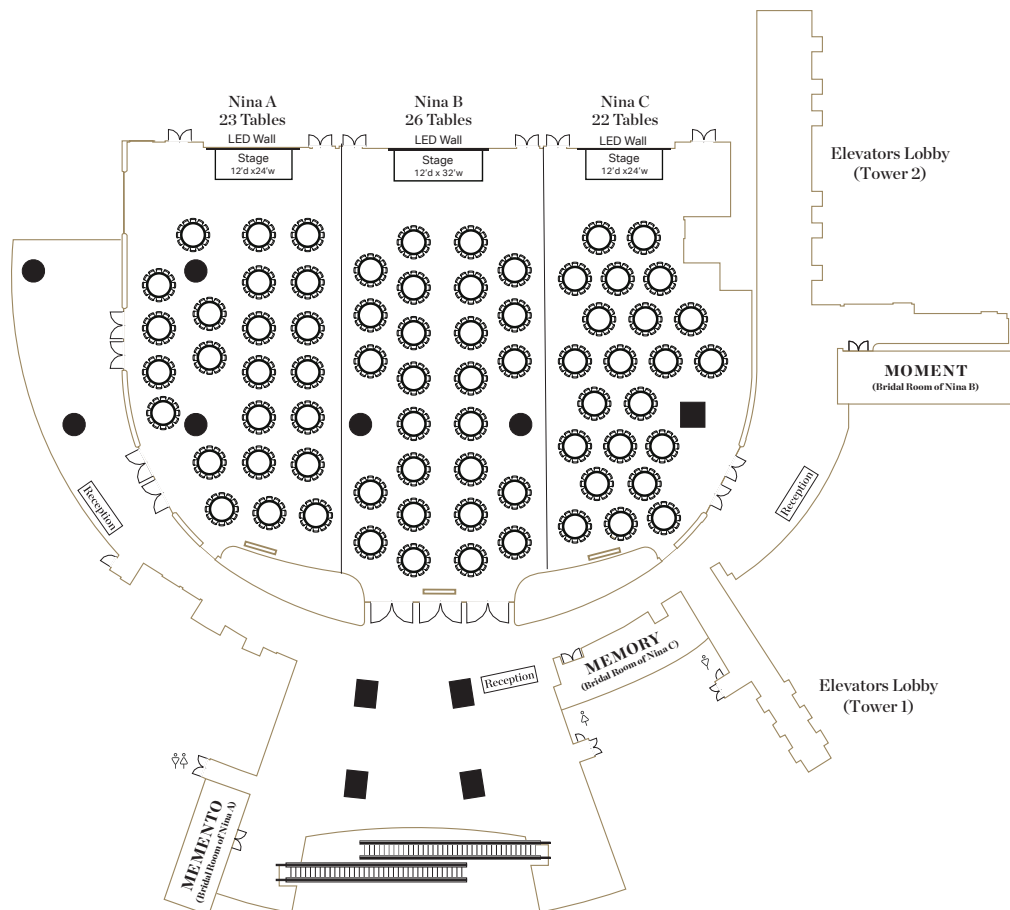 Nina A
23 Tables
LED Wall
Stage
12'd x24'w
Nina B
26 Tables
LED Wall
Stage
12'd x 32'w
Nina C
22 Tables
LED Wall
Stage
12'd x24'w
Elevators Lobby
(Tower 2)
MOMENT
(Bridal Room of Nina B)
Reception
Reception
MEMORY
(Bridal Room of Nina C)
Reception
Elevators Lobby
(Tower 1)
MEMENTO
(Bridal Room of Nina A)